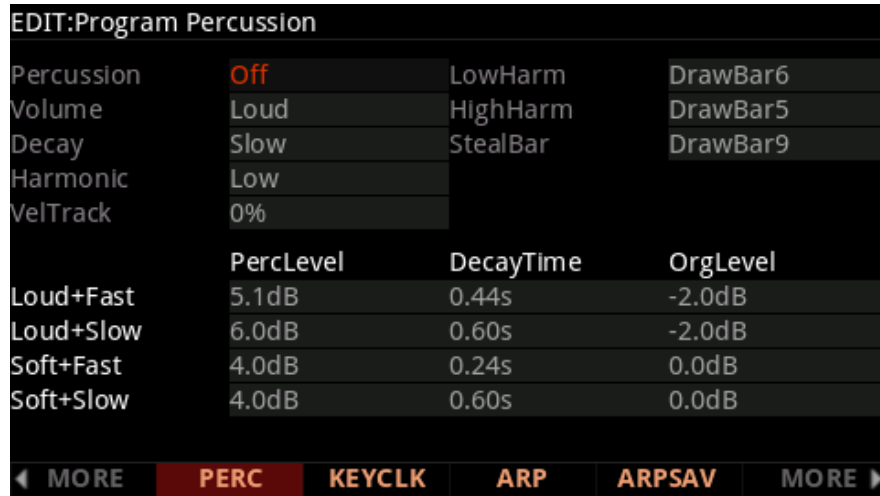 EDIT:Program Percussion
Percussion Off LowHarm DrawBar6
Volume Loud HighHarm DrawBar5
Decay Slow StealBar DrawBar9
Harmonic Low
VelTrack 0%
PercLevel DecayTime OrgLevel
Loud+Fast 5.1dB 0.44s -2.0dB
Loud+Slow 6.0dB 0.60s -2.0dB
Soft+Fast 4.0dB 0.24s 0.0dB
Soft+Slow 4.0dB 0.60s 0.0dB
MORE PERC KEYCLK ARP ARPSAV MORE